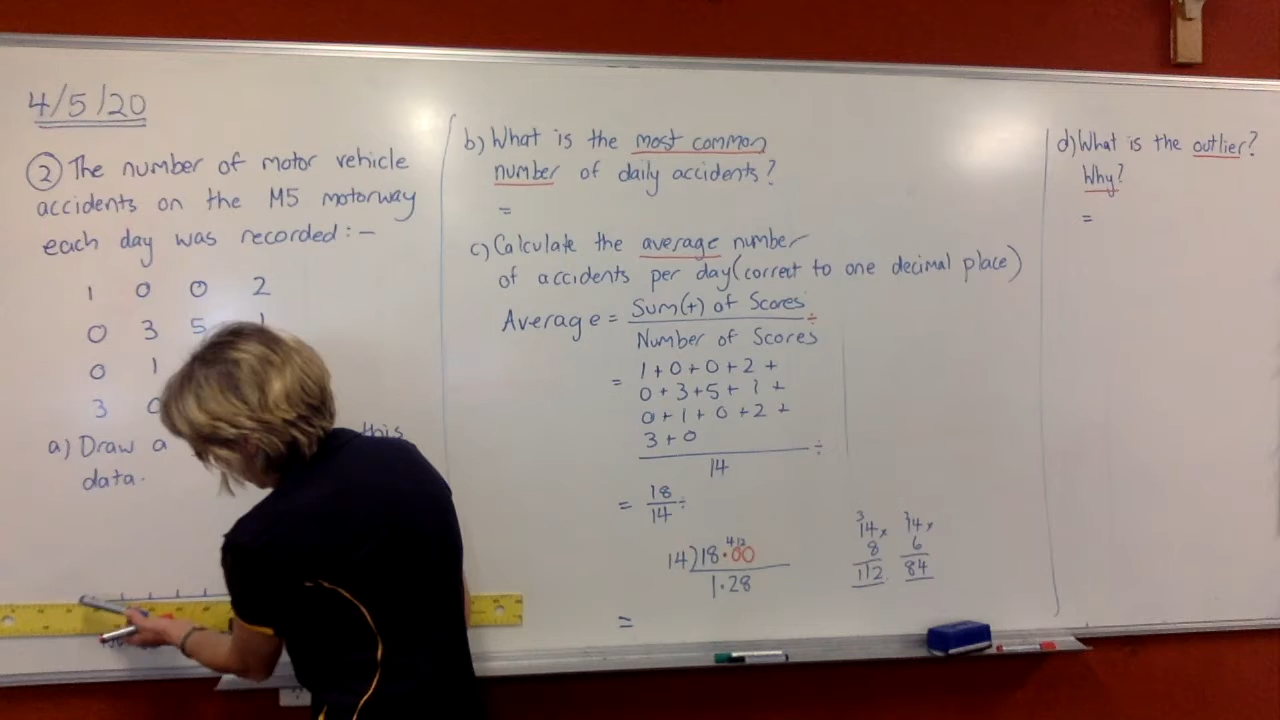 4/5/20
② The number of motor vehicle
accidents on the M5 motorway
each day was recorded:-
1 0 0 2
0 3 5 1
0 1
3 0
a) Draw a this
data.
b) What is the most common
number of daily accidents?
=
c) Calculate the average number
of accidents per day (correct to one decimal place)
Average = Sum(+) of Scores ÷
Number of Scores
= 1 + 0 + 0 + 2 +
0 + 3 + 5 + 1 +
0 + 1 + 0 + 2 +
3 + 0
÷
14
= 18
14 ÷
4 12
14)18.00
1.28
=
3
14 x
8
112
14 x
6
84
d) What is the outlier?
Why?
=